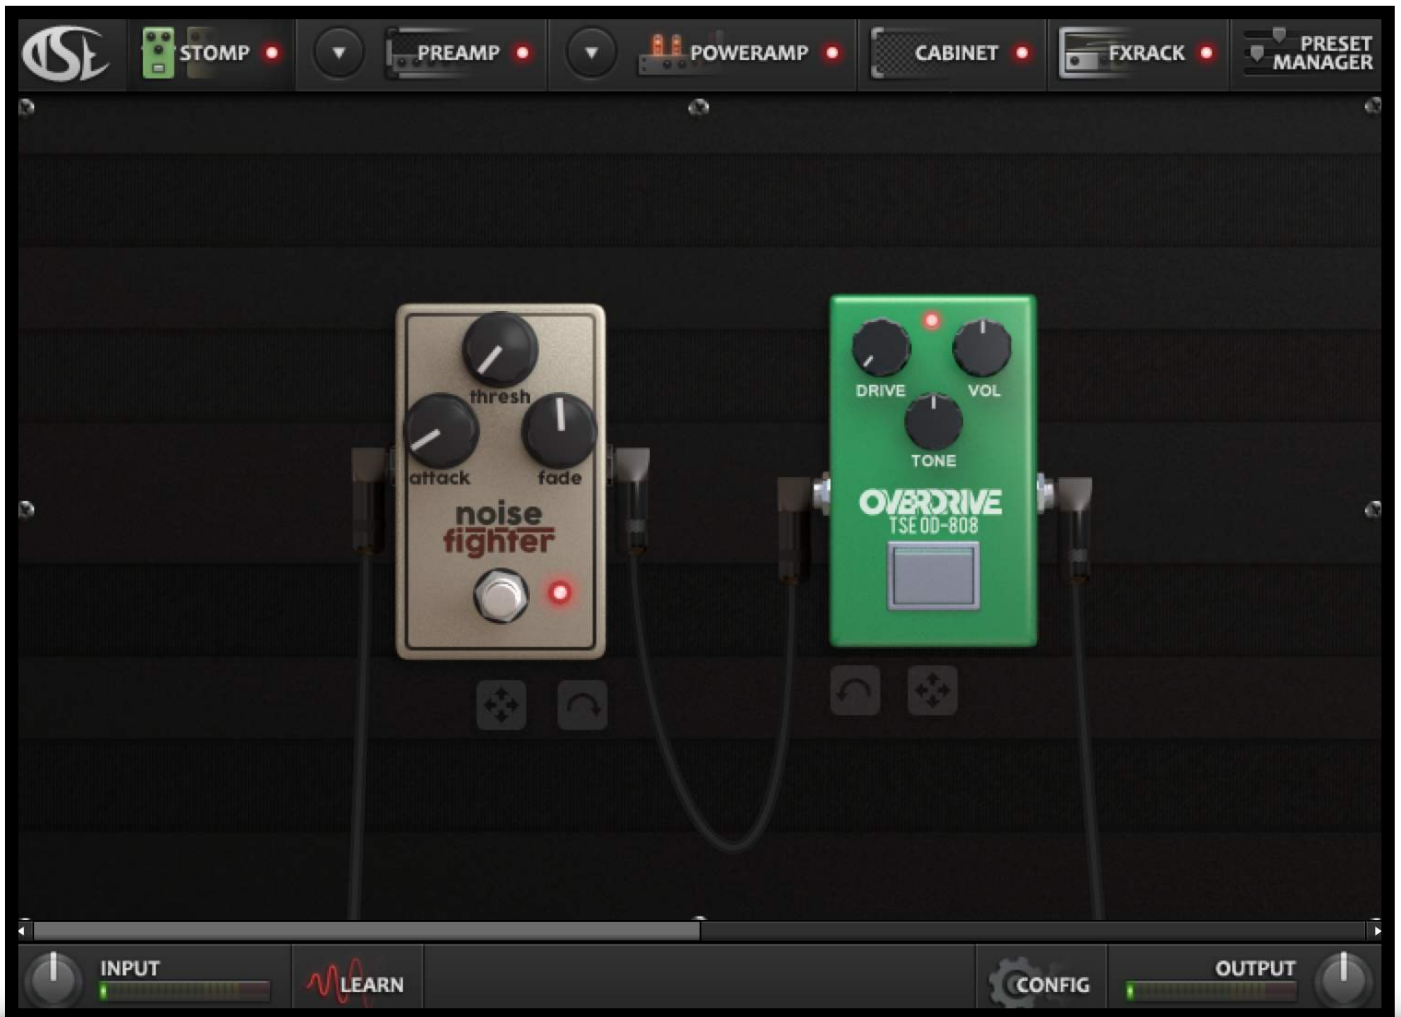 TSE
STOMP
PREAMP
POWERAMP
CABINET
FXRACK
PRESET
MANAGER
thresh
attack
fade
noise
fighter
DRIVE
VOL
TONE
OVERDRIVE
TSE OD-808
INPUT
LEARN
CONFIG
OUTPUT